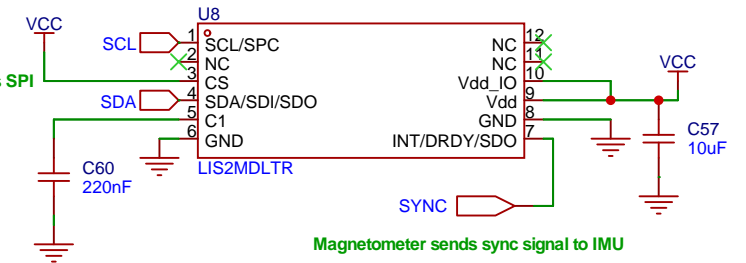 U8
VCC
SCL
1
SCL/SPC
NC
12
2
NC
NC
11
VCC
s SPI
3
CS
Vdd_IO
10
SDA
4
SDA/SDI/SDO
Vdd
9
5
C1
GND
8
6
GND
INT/DRDY/SDO
7
C57
10uF
LIS2MDLTR
C60
220nF
SYNC
Magnetometer sends sync signal to IMU